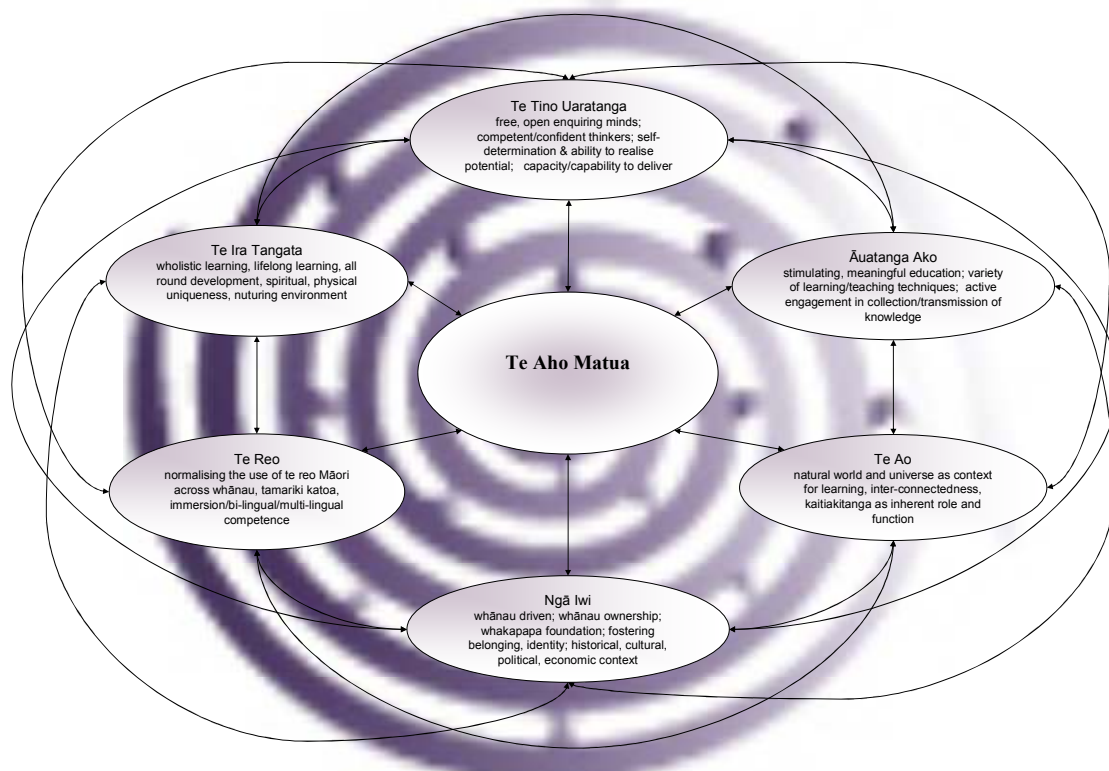 Te Tino Uaratanga
free, open enquiring minds;
competent/confident thinkers; self-
determination & ability to realise
potential; capacity/capability to deliver
Te Ira Tangata
wholistic learning, lifelong learning, all
round development, spiritual, physical
uniqueness, nuturing environment
Āuatanga Ako
stimulating, meaningful education; variety
of learning/teaching techniques; active
engagement in collection/transmission of
knowledge
Te Aho Matua
Te Reo
normalising the use of te reo Māori
across whānau, tamariki katoa,
immersion/bi-lingual/multi-lingual
competence
Te Ao
natural world and universe as context
for learning, inter-connectedness,
kaitiakitanga as inherent role and
function
Ngā Iwi
whānau driven; whānau ownership;
whakapapa foundation; fostering
belonging, identity; historical, cultural,
political, economic context